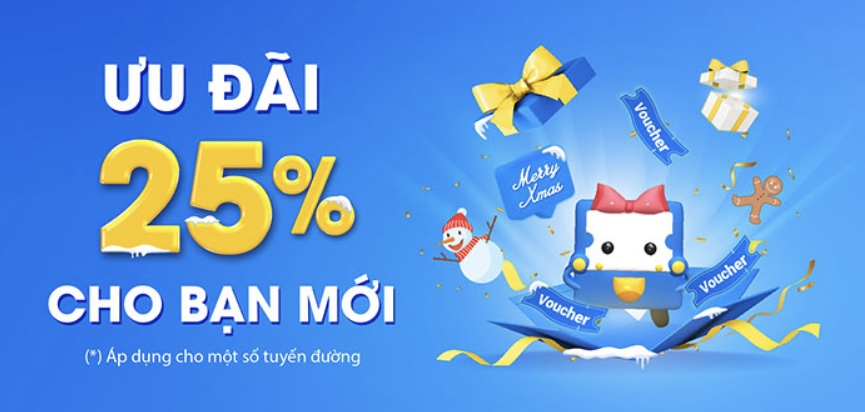 ƯU ĐÃI
25%
CHO BẠN MỚI
(*) Áp dụng cho một số tuyến đường
Voucher
Merry
Xmas
Voucher
Voucher